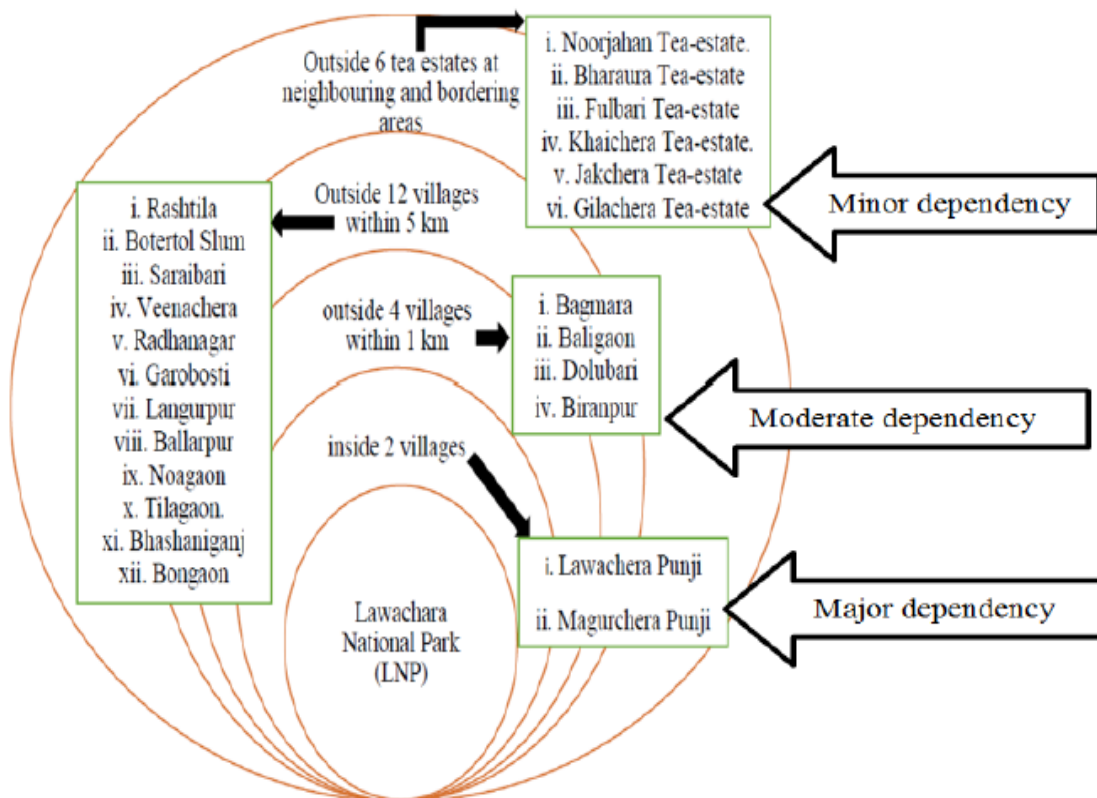 Outside 6 tea estates at
neighbouring and bordering
areas
i. Noorjahan Tea-estate.
ii. Bharaura Tea-estate
iii. Fulbari Tea-estate
iv. Khaichera Tea-estate.
v. Jakchera Tea-estate
vi. Gilachera Tea-estate
Minor dependency
Outside 12 villages
within 5 km
i. Rashtila
ii. Botertol Slum
iii. Saraibari
iv. Veenachera
v. Radhanagar
vi. Garobosti
vii. Langurpur
viii. Ballarpur
ix. Noagaon
x. Tilagaon.
xi. Bhashaniganj
xii. Bongaon
outside 4 villages
within 1 km
i. Bagmara
ii. Baligaon
iii. Dolubari
iv. Biranpur
Moderate dependency
inside 2 villages
i. Lawachera Punji
ii. Magurchera Punji
Major dependency
Lawachara
National Park
(LNP)